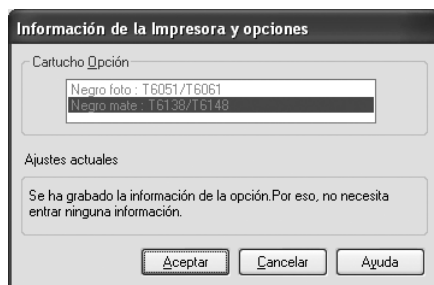 Información de la Impresora y opciones
Cartucho Opción
Negro foto : T6051/T6061
Negro mate : T6138/T6148
Ajustes actuales
Se ha grabado la información de la opción.Por eso, no necesita
entrar ninguna información.
Aceptar Cancelar Ayuda